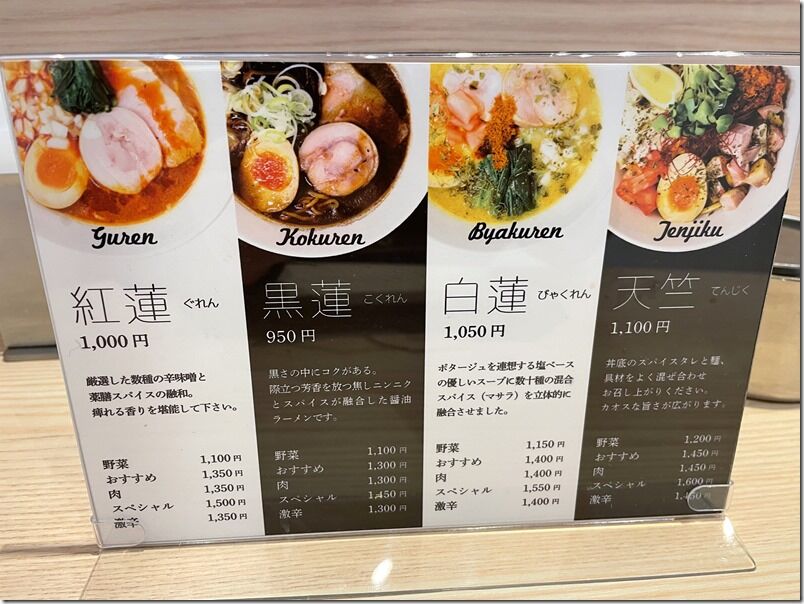 Guren
紅蓮 ぐれん
1,000円
厳選した数種の辛味噌と
薬膳スパイスの融和。
痺れる香りを堪能して下さい。
野菜 1,100円
おすすめ 1,350円
肉 1,350円
スペシャル 1,500円
激辛 1,350円
Kokuren
黒蓮 こくれん
950円
黒さの中にコクがある。
際立つ芳香を放つ焦しニンニク
とスパイスが融合した醤油
ラーメンです。
野菜 1,100円
おすすめ 1,300円
肉 1,300円
スペシャル 1,450円
激辛 1,300円
Byakuren
白蓮 びゃくれん
1,050円
ポタージュを連想する塩ベース
の優しいスープに数十種の混合
スパイス（マサラ）を立体的に
融合させました。
野菜 1,150円
おすすめ 1,400円
肉 1,400円
スペシャル 1,550円
激辛 1,400円
Tenjiku
天竺 てんじく
1,100円
丼底のスパイスタレと麺、
具材をよく混ぜ合わせ
お召し上がりください。
カオスな旨さが広がります。
野菜 1,200円
おすすめ 1,450円
肉 1,450円
スペシャル 1,600円
激辛 1,450円